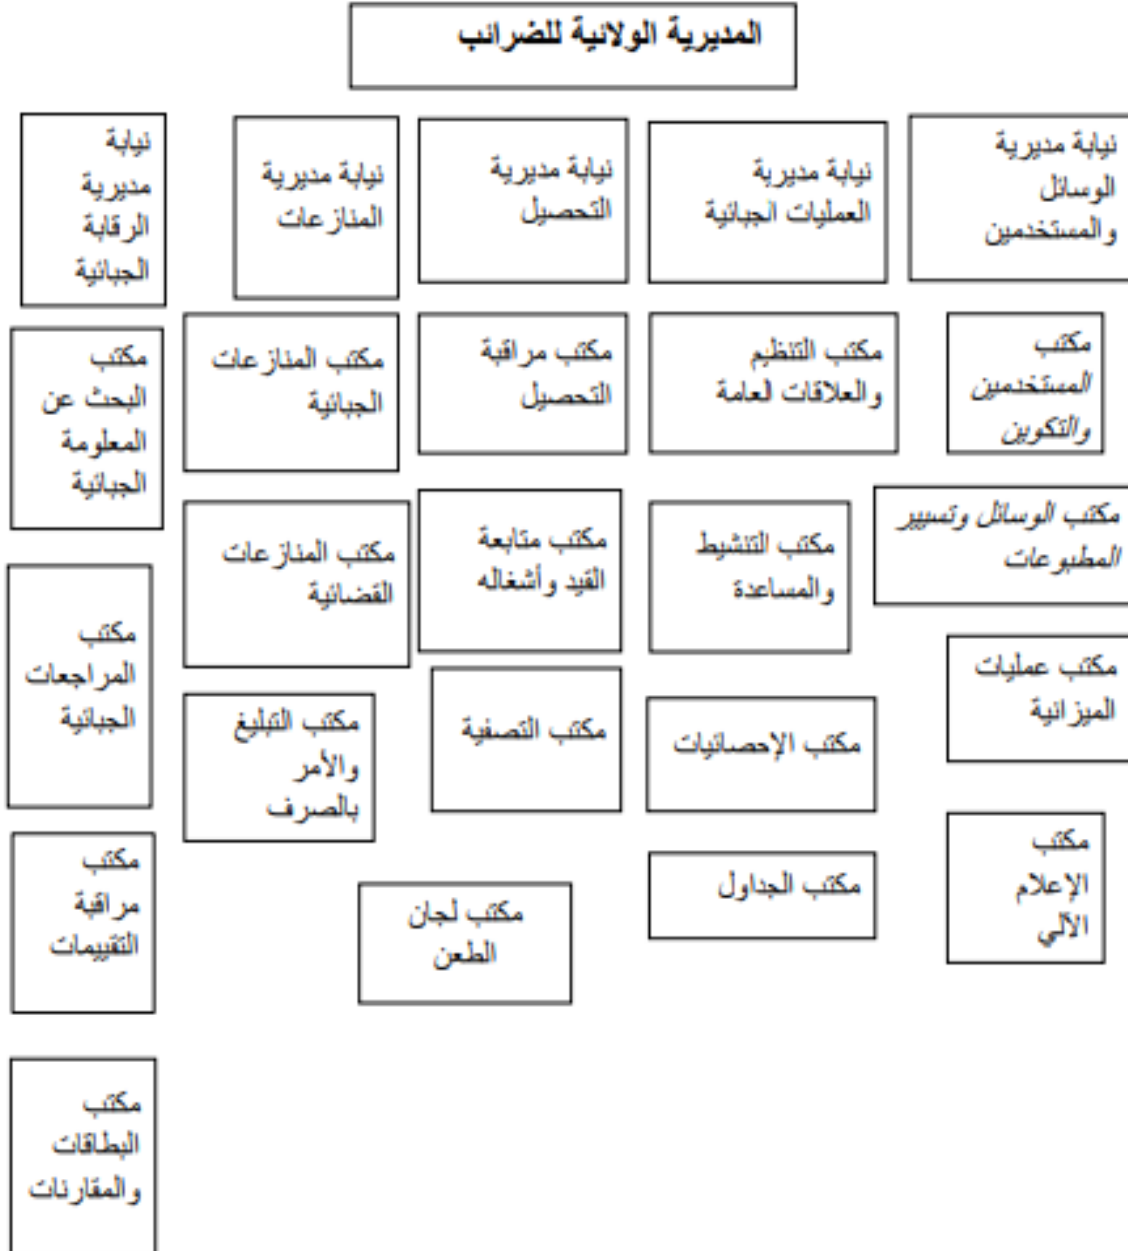 المديرية الولائية للضرائب
نيابة مديرية
الوسائل
والمستخدمين
نيابة مديرية
العمليات الجبائية
نيابة مديرية
التحصيل
نيابة مديرية
المنازعات
نيابة
مديرية
الرقابة
الجبائية
مكتب
المستخدمين
والتكوين
مكتب التنظيم
والعلاقات العامة
مكتب مراقبة
التحصيل
مكتب المنازعات
الجبائية
مكتب
البحث عن
المعلومة
الجبائية
مكتب الوسائل وتسيير
المطبوعات
مكتب التنشيط
والمساعدة
مكتب متابعة
القيد وأشغاله
مكتب المنازعات
القضائية
مكتب
المراجعات
الجبائية
مكتب عمليات
الميزانية
مكتب الإحصائيات
مكتب التصفية
مكتب التبليغ
والأمر
بالصرف
مكتب
مراقبة
التقييمات
مكتب
الإعلام
الآلي
مكتب الجداول
مكتب لجان
الطعن
مكتب
البطاقات
والمقارنات